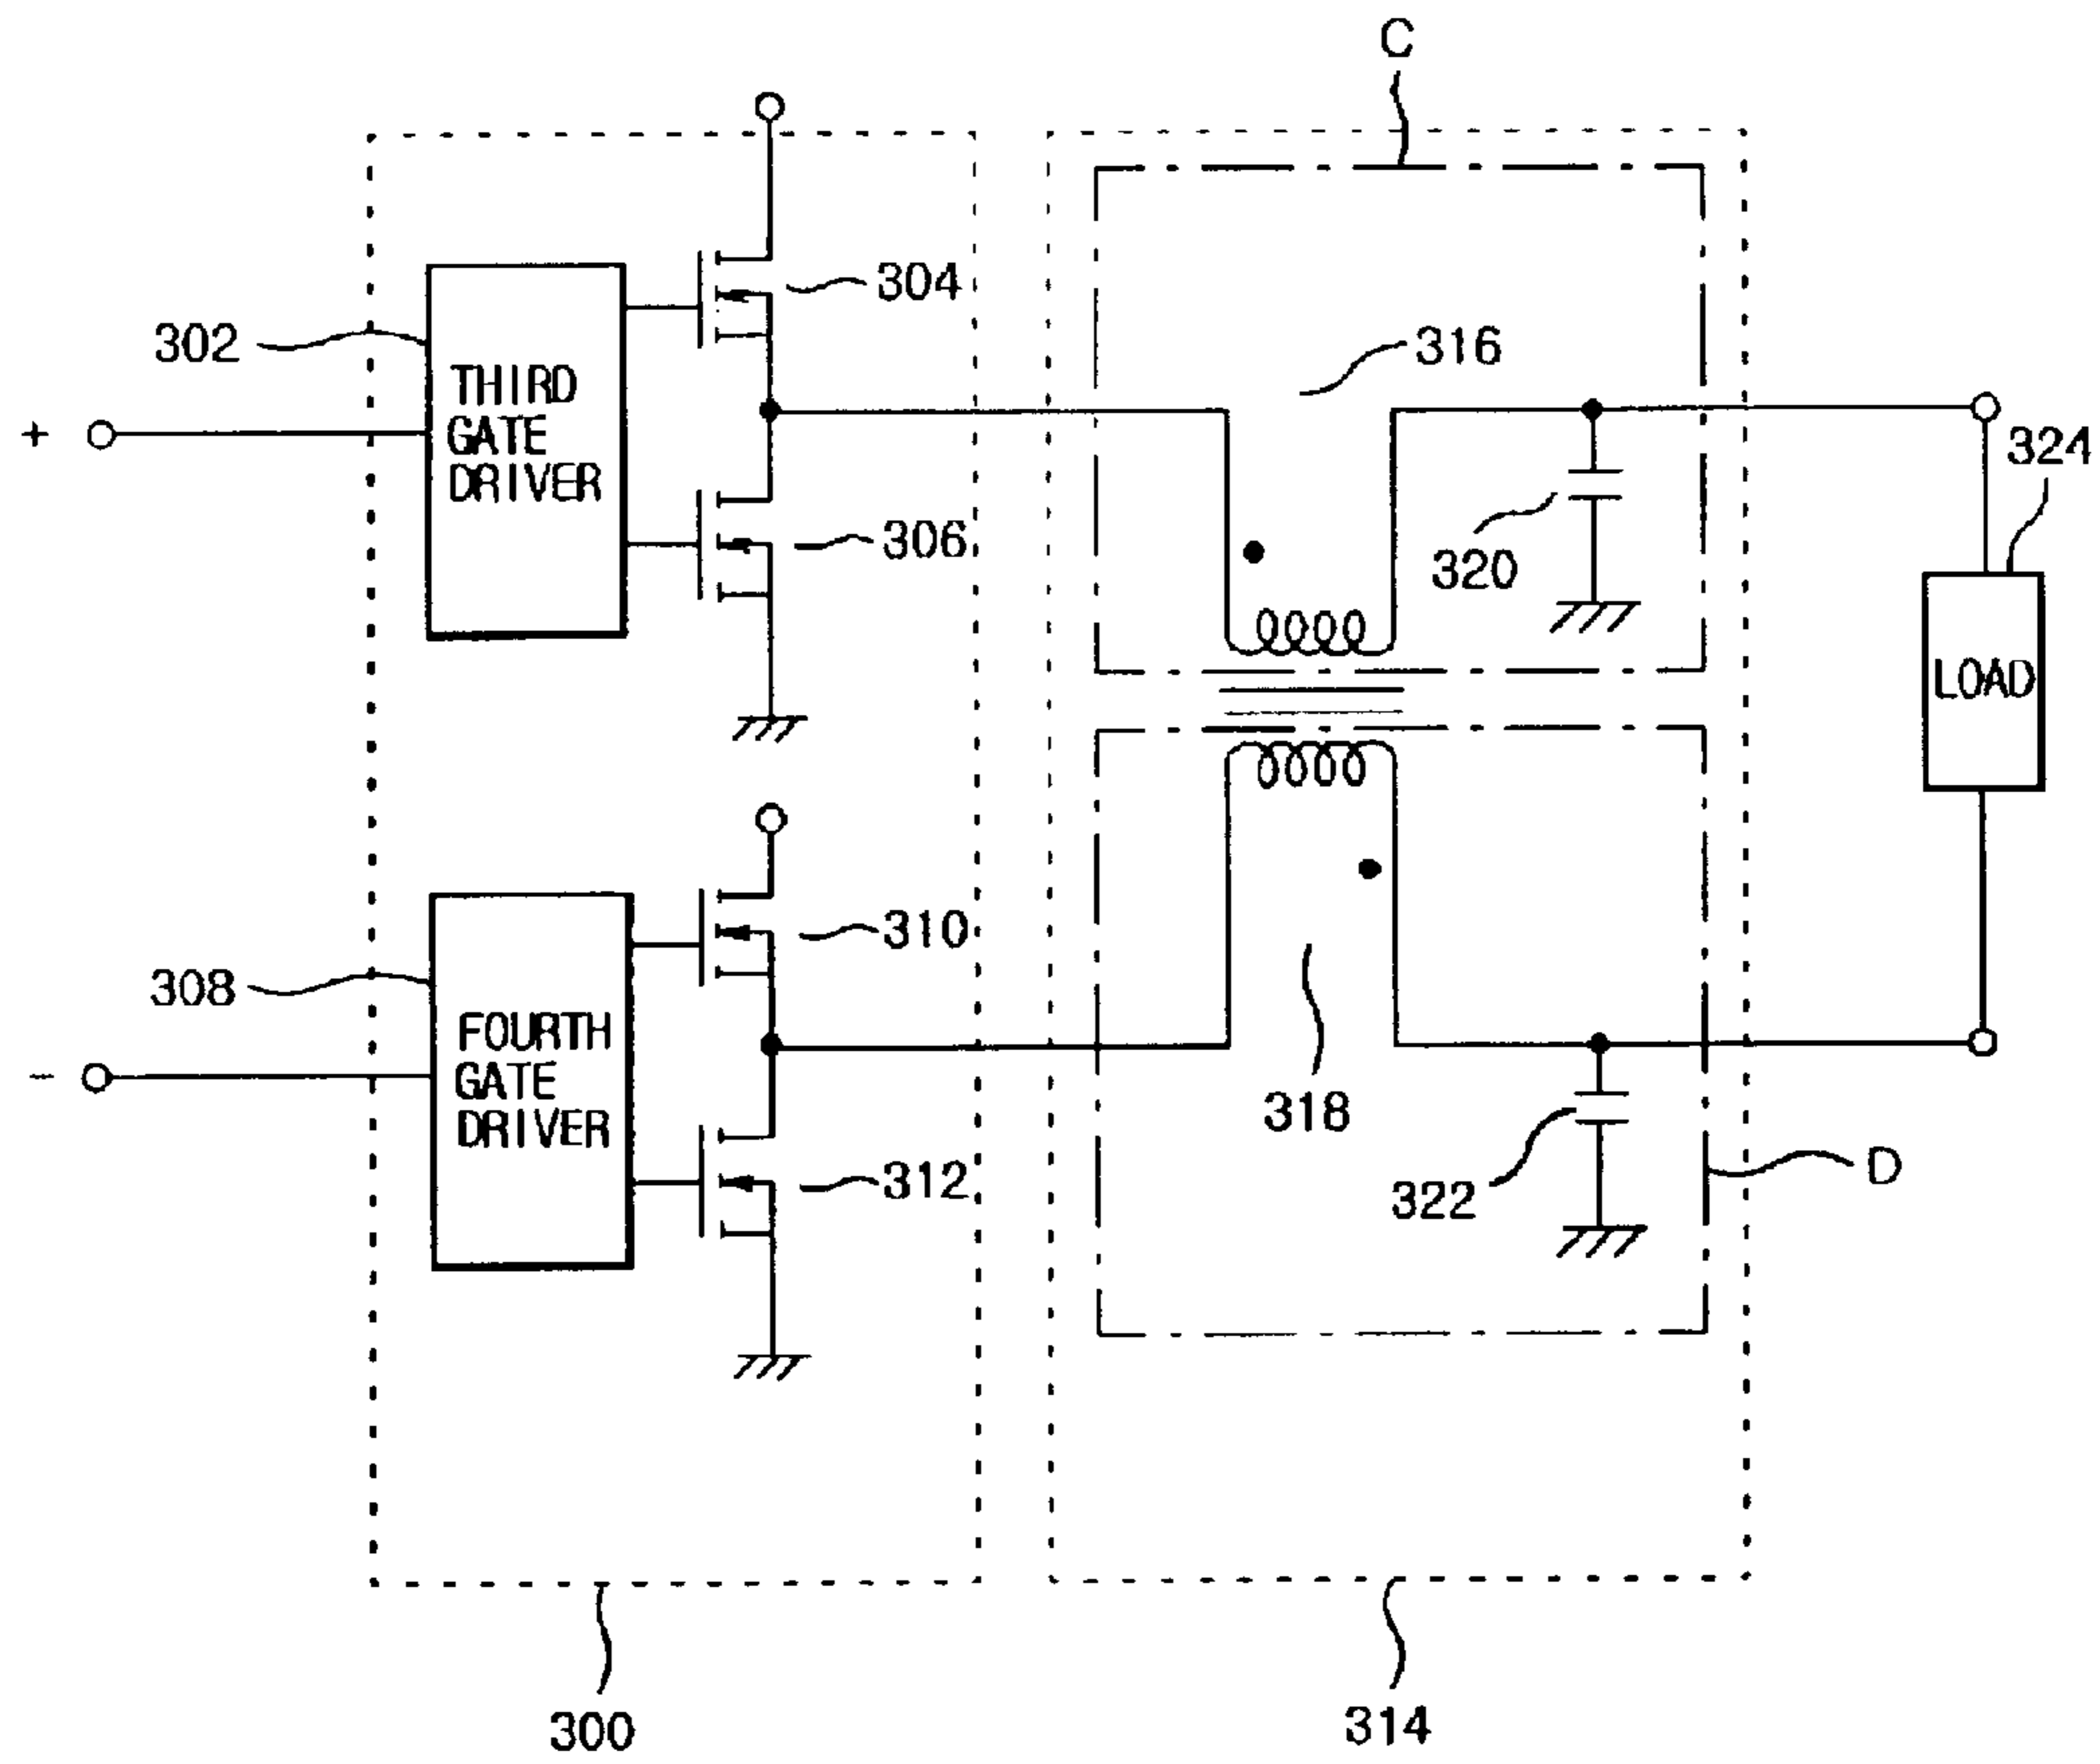 C
304
302
316
THIRD
GATE
DRIVER
+
324
306
320
LOAD
310
308
FOURTH
GATE
DRIVER
-
318
312
322
D
300
314